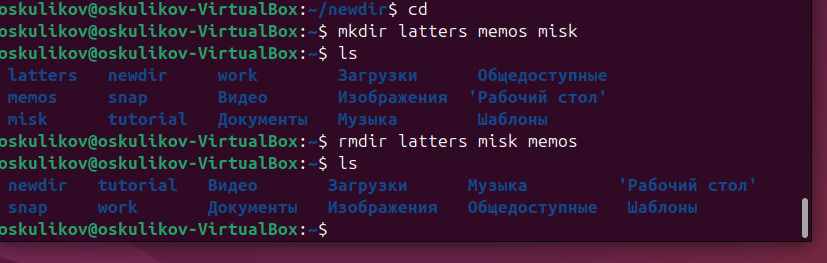 oskulikov@oskulikov-VirtualBox:~/newdir$ cd
oskulikov@oskulikov-VirtualBox:~$ mkdir latters memos misk
oskulikov@oskulikov-VirtualBox:~$ ls
latters newdir work Загрузки Общедоступные
memos snap Видео Изображения 'Рабочий стол'
misk tutorial Документы Музыка Шаблоны
oskulikov@oskulikov-VirtualBox:~$ rmdir latters misk memos
oskulikov@oskulikov-VirtualBox:~$ ls
newdir tutorial Видео Загрузки Музыка 'Рабочий стол'
snap work Документы Изображения Общедоступные Шаблоны
oskulikov@oskulikov-VirtualBox:~$